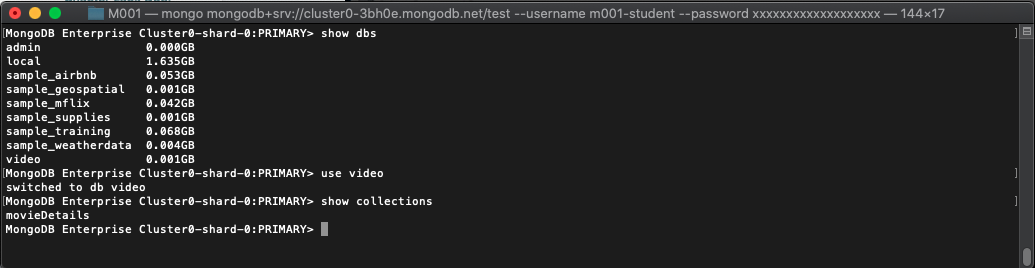 M001 — mongo mongodb+srv://cluster0-3bh0e.mongodb.net/test --username m001-student --password xxxxxxxxxxxxxxxxxxx — 144×17
[MongoDB Enterprise Cluster0-shard-0:PRIMARY> show dbs ]
admin 0.000GB
local 1.635GB
sample_airbnb 0.053GB
sample_geospatial 0.001GB
sample_mflix 0.042GB
sample_supplies 0.001GB
sample_training 0.068GB
sample_weatherdata 0.004GB
video 0.001GB
[MongoDB Enterprise Cluster0-shard-0:PRIMARY> use video ]
switched to db video
[MongoDB Enterprise Cluster0-shard-0:PRIMARY> show collections ]
movieDetails
MongoDB Enterprise Cluster0-shard-0:PRIMARY>